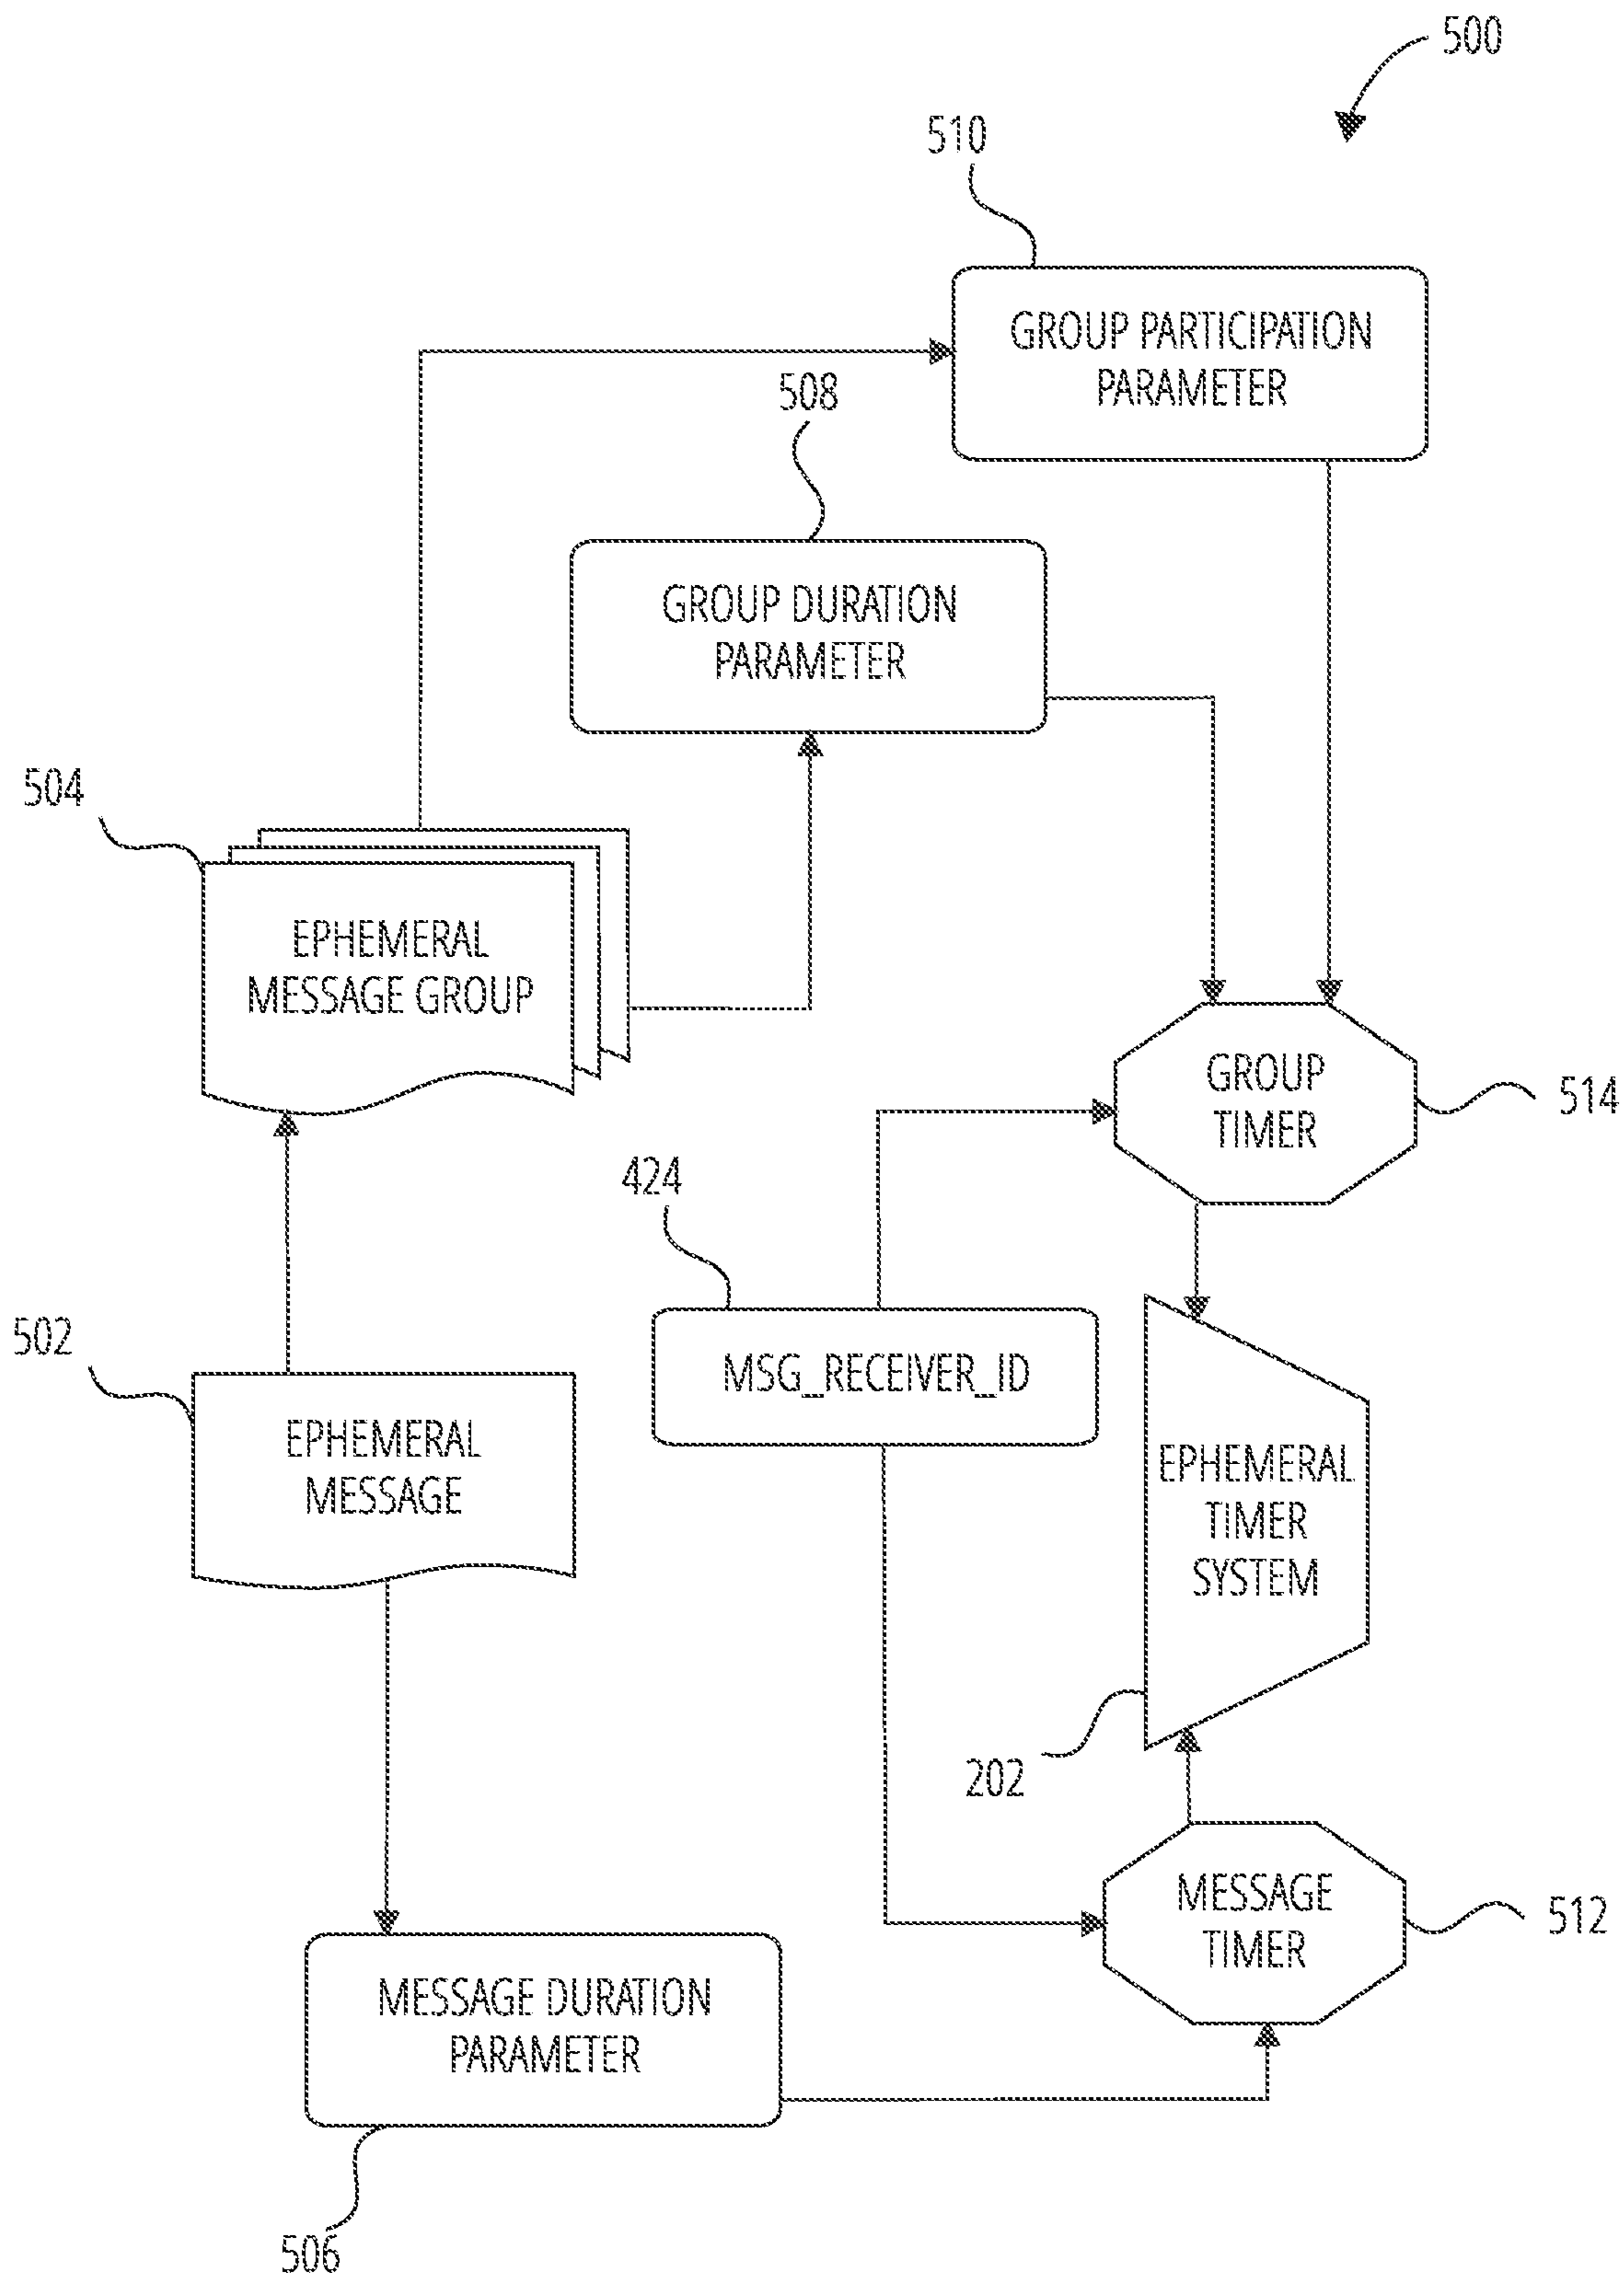 500
510
GROUP PARTICIPATION
PARAMETER
508
GROUP DURATION
PARAMETER
504
EPHEMERAL
MESSAGE GROUP
GROUP
TIMER
514
424
502
MSG_RECEIVER_ID
EPHEMERAL
MESSAGE
EPHEMERAL
TIMER
SYSTEM
202
MESSAGE
TIMER
512
MESSAGE DURATION
PARAMETER
506